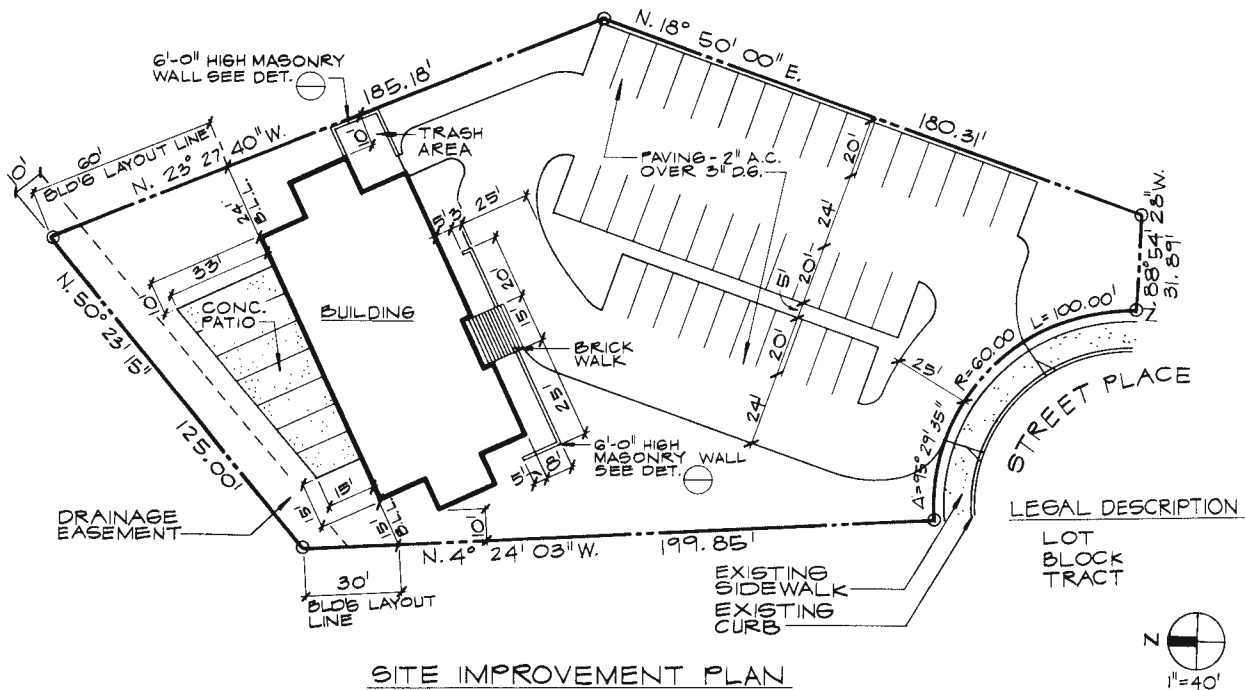 N. 18° 50' 00" E.
180.31'
6'-0" HIGH MASONRY
WALL SEE DET.
185.18'
10'
TRASH
AREA
PAVING - 2" A.C.
OVER 3" D.G.
20'
10'
60'
BLD'G LAYOUT LINE
N. 23° 27' 40" W.
24'
B.L.L.
5'
3'
25'
24'
N. 88° 54' 28" W.
31.89'
33'
10'
CONC.
PATIO
BUILDING
20'
15'
20'
5'
BRICK
WALK
20'
24'
25'
R=60.00
L=100.00'
Δ=95° 29' 35"
STREET PLACE
N. 50° 23' 15"
125.00'
25'
6'-0" HIGH
MASONRY WALL
SEE DET.
5'
8'
15'
15'
15'
B.L.L.
DRAINAGE
EASEMENT
10'
N. 4° 24' 03" W.
199.85'
30'
BLD'G LAYOUT
LINE
EXISTING
SIDEWALK
EXISTING
CURB
LEGAL DESCRIPTION
LOT
BLOCK
TRACT
N
1"=40'
SITE IMPROVEMENT PLAN